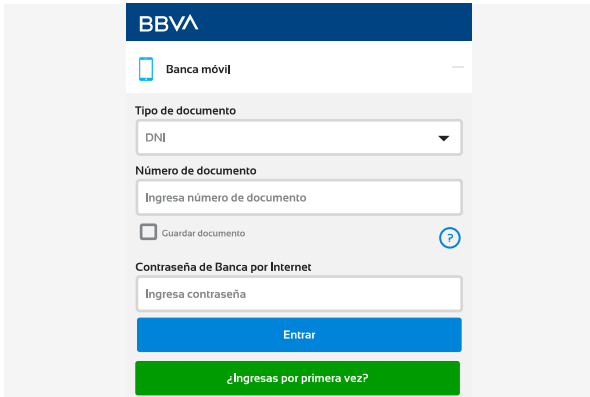 BBVA
Banca móvil
Tipo de documento
DNI
Número de documento
Ingresa número de documento
Guardar documento
?
Contraseña de Banca por Internet
Ingresa contraseña
Entrar
¿Ingresas por primera vez?